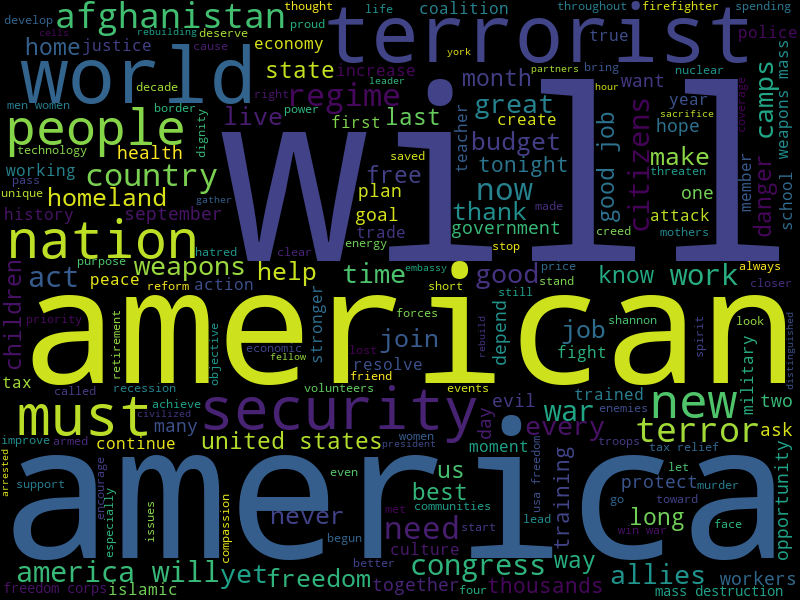 develop
afghanistan
thought
life
coalition
throughout
firefighter
spending
cells
rebuilding
proud
deserve
home
justice
cause
economy
terrorist
true
police
world
state
increase
york
leader
partners
bring
nuclear
want
decade
right
regime
month
hour
year
camps
weapons mass
men women
border
power
live
first
last
great
create
sacrifice
hope
coverage
people
technology
dignity
teacher
budget
good job
citizens
make
working
health
saved
tonight
threaten
member
danger
school
pass
country
will
free
now
one
unique
homeland
gather
plan
made
history
september
goal
thank
creed
attack
mothers
trade
government
nation
hatred
clear
energy
stop
purpose
weapons
embassy
price
always
act
peace
reform
action
help
time
short
good
stand
know
work
closer
children
american
still
priority
retirement
objective
stronger
forces
depend
job
shannon
spirit
look
distinguished
economic
join
rebuild
fight
fellow
lost
resolve
tax
called
recession
friend
volunteers
events
evil
trained
military
two
must
achieve
civilized
security
day
war
enemies
new
many
every
improve
armed
continue
united states
women
president
moment
troops
terror
ask
tax relief
arrested
america
support
encourage
especially
issues
even
us
best
communities
usa freedom
training
let
protect
murder
go
toward
opportunity
compassion
never
met
need
start
lead
long
win war
face
begun
culture
america will
yet
freedom
better
congress
way
allies
workers
freedom corps
islamic
together
four
thousands
mass destruction